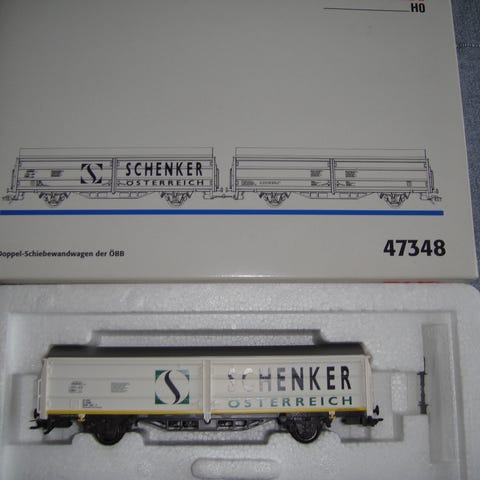 H0
SCHENKER
ÖSTERREICH
Doppel-Schiebewandwagen der ÖBB
47348
SCHENKER
ÖSTERREICH